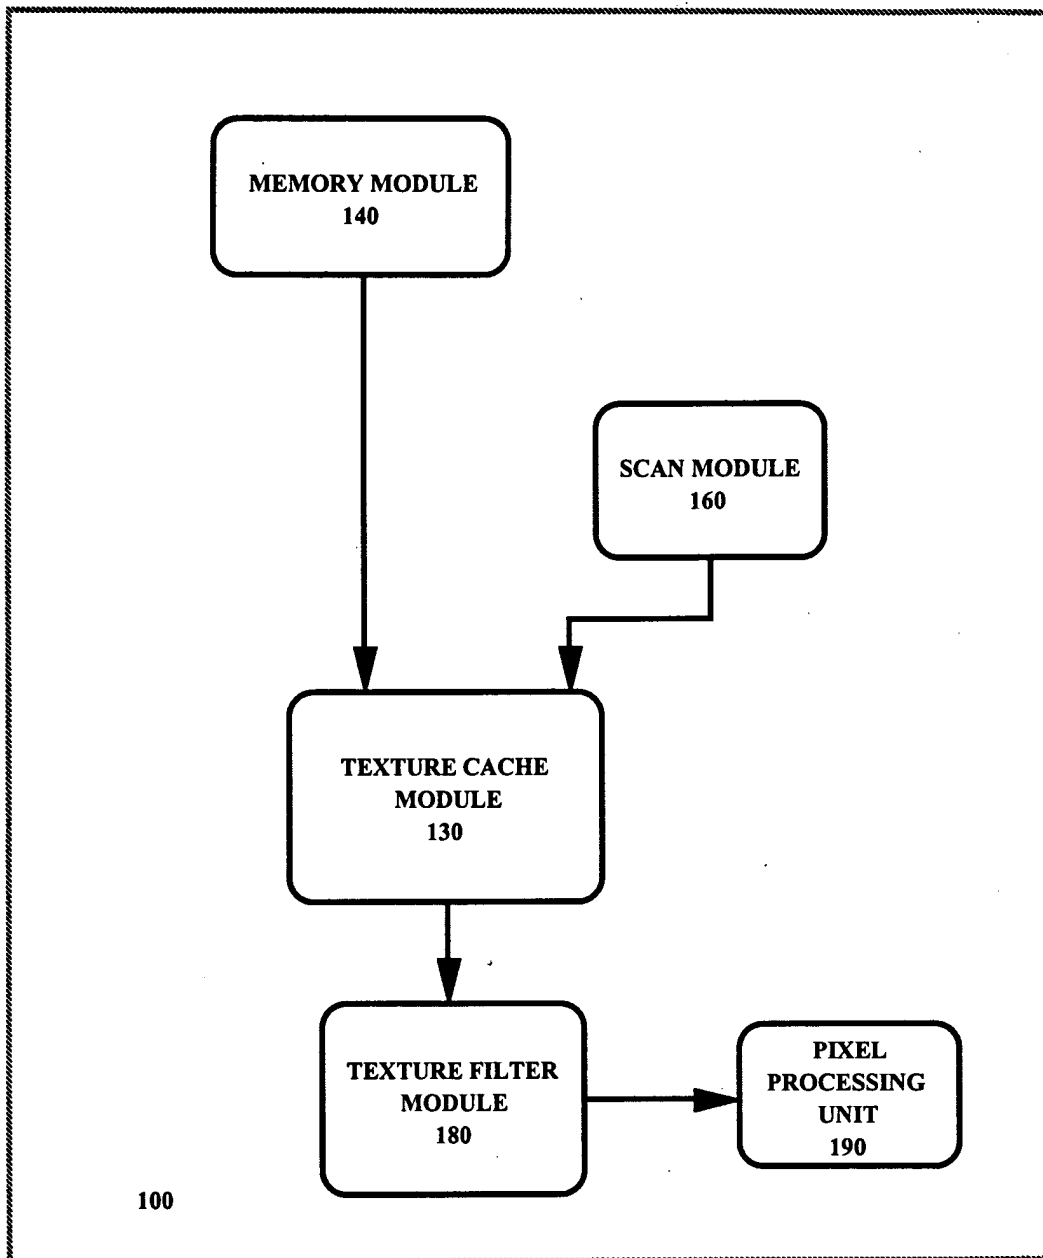 MEMORY MODULE
140
SCAN MODULE
160
TEXTURE CACHE
MODULE
130
TEXTURE FILTER
MODULE
180
PIXEL
PROCESSING
UNIT
190
100